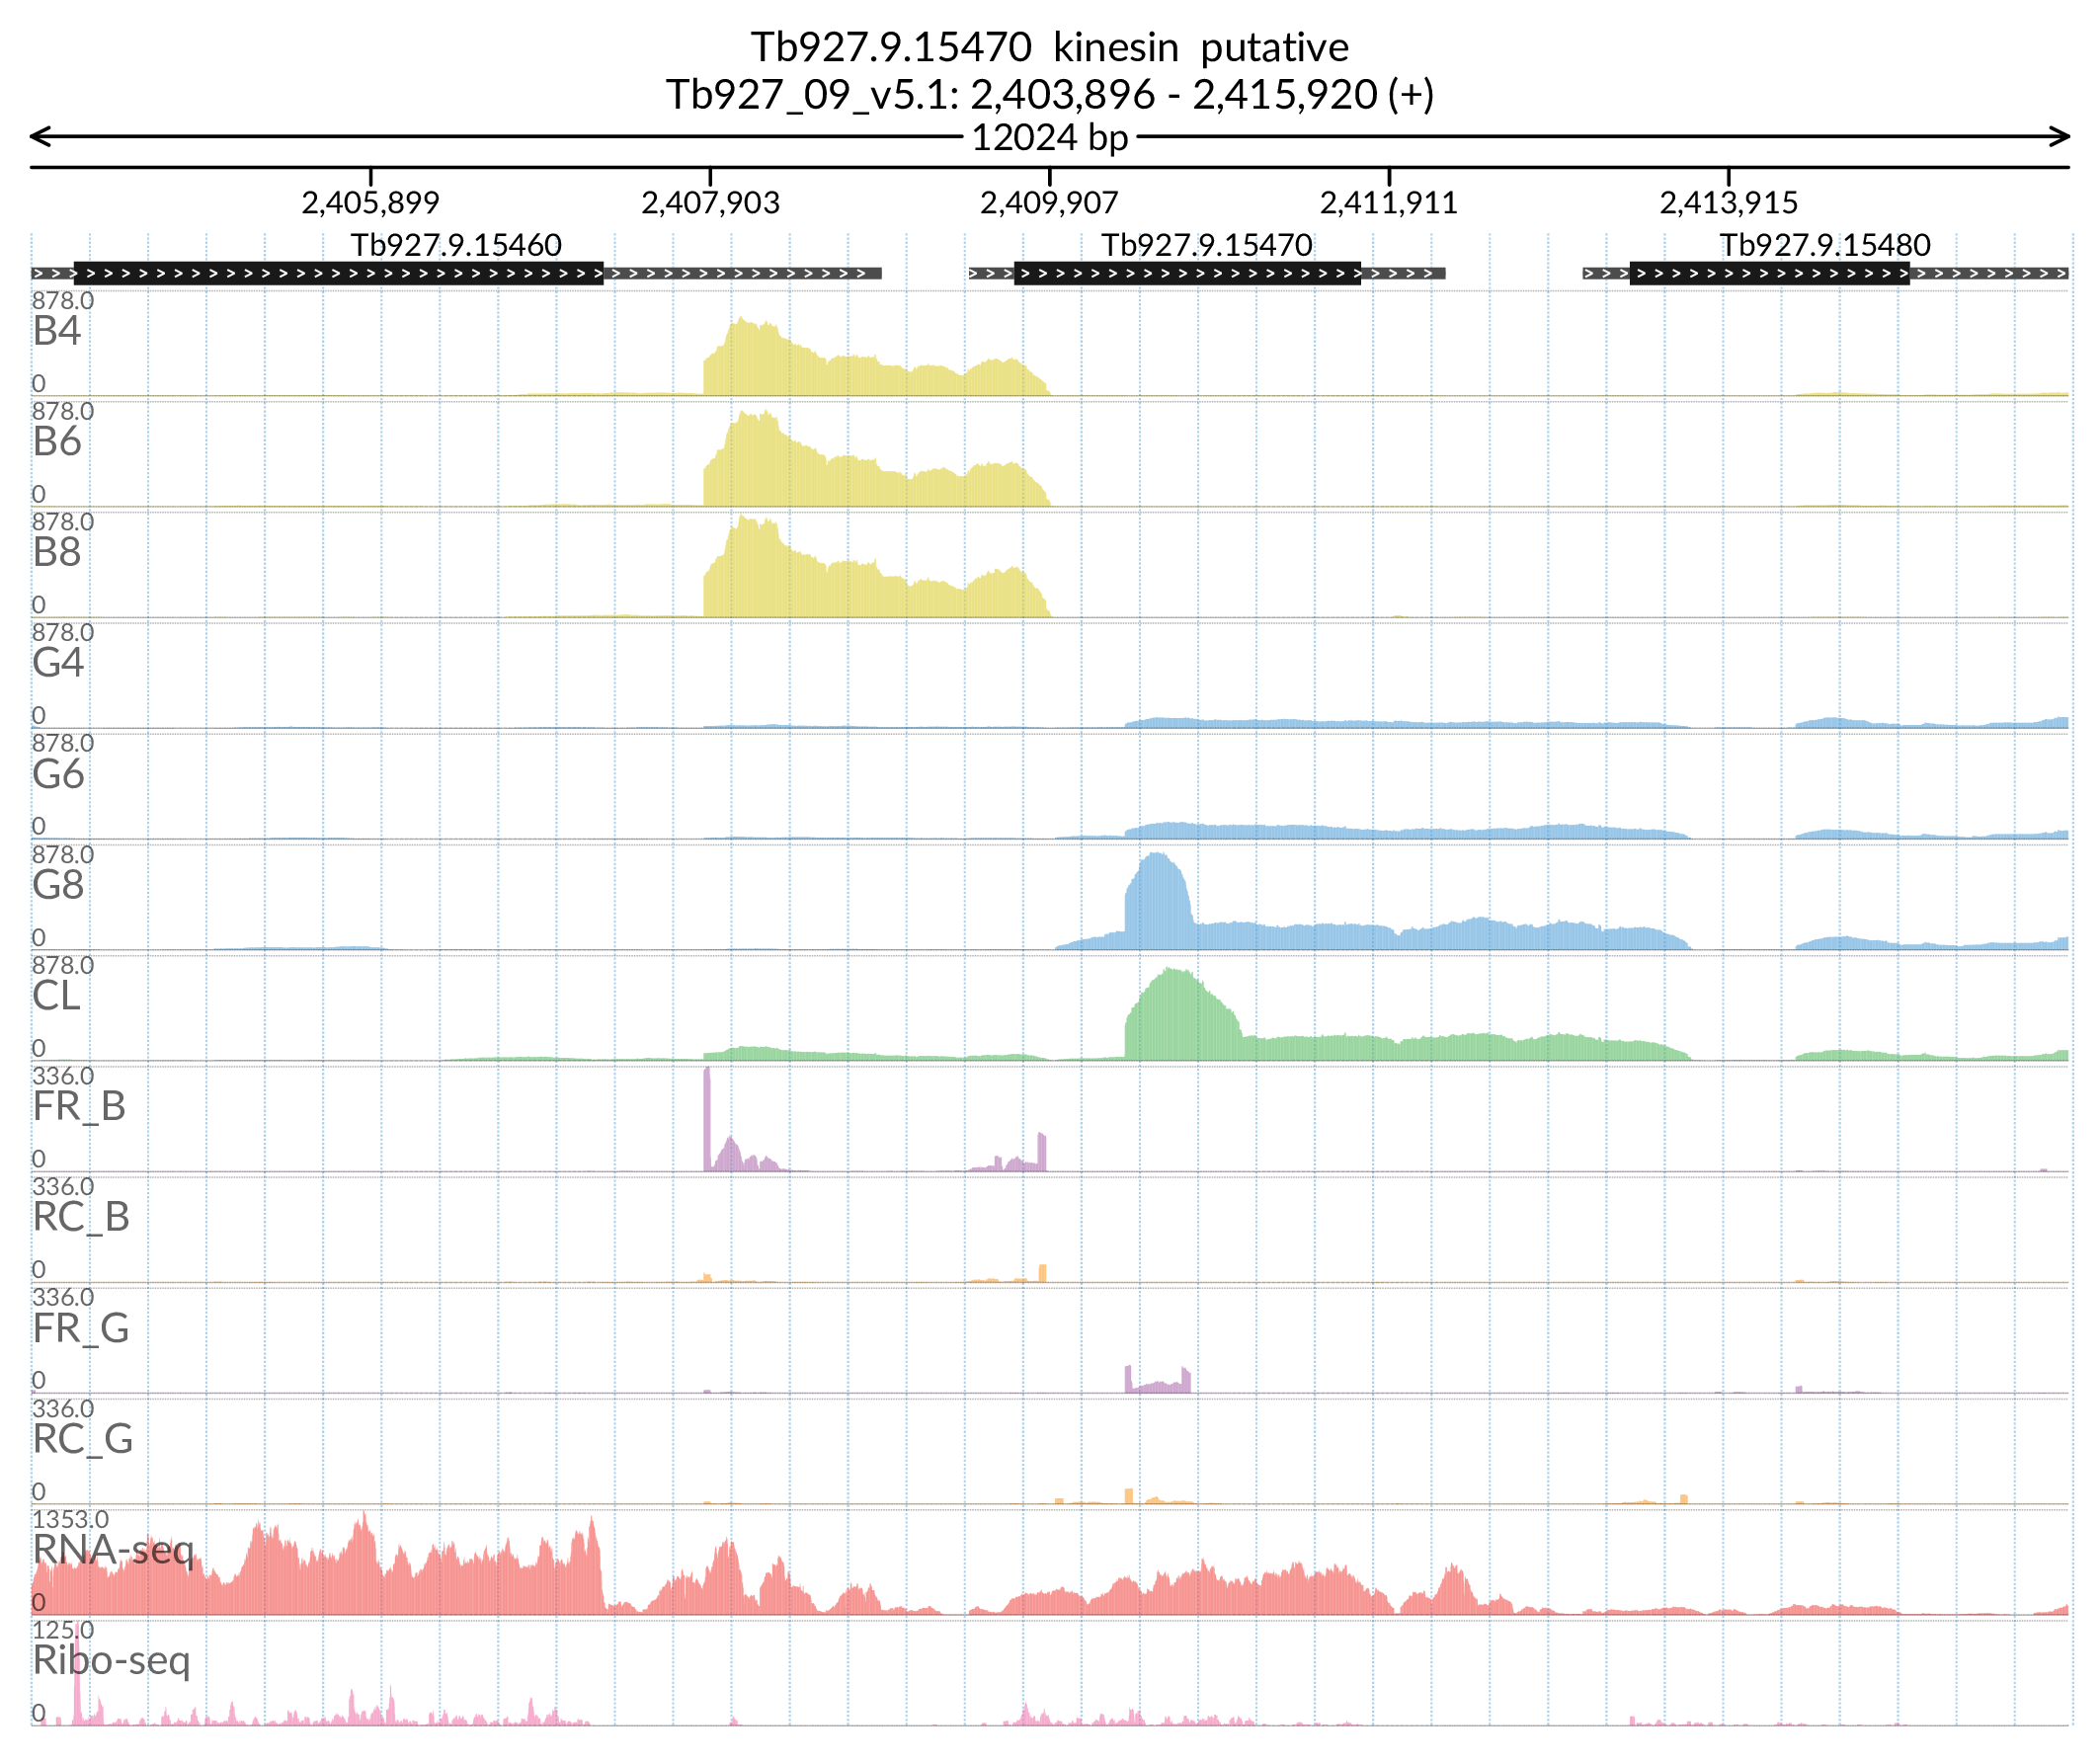 Tb927.9.15470 kinesin putative
Tb927_09_v5.1: 2,403,896 - 2,415,920 (+)
12024 bp
2,405,899 2,407,903 2,409,907 2,411,911 2,413,915
Tb927.9.15460 Tb927.9.15470 Tb927.9.15480
878.0
B4
0
878.0
B6
0
878.0
B8
0
878.0
G4
0
878.0
G6
0
878.0
G8
0
878.0
CL
0
336.0
FR_B
0
336.0
RC_B
0
336.0
FR_G
0
336.0
RC_G
0
1353.0
RNA-seq
0
125.0
Ribo-seq
0